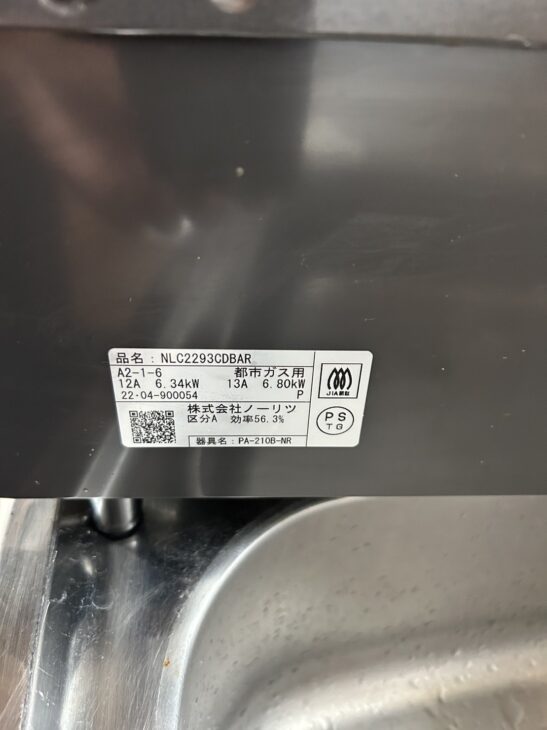 品名：NLC2293CDBAR
A2-1-6 都市ガス用
12A 6.34kW 13A 6.80kW
22・04-900054 P
株式会社ノーリツ
区分A 効率56.3%
器具名：PA-210B-NR
JIA認証
PS
TG